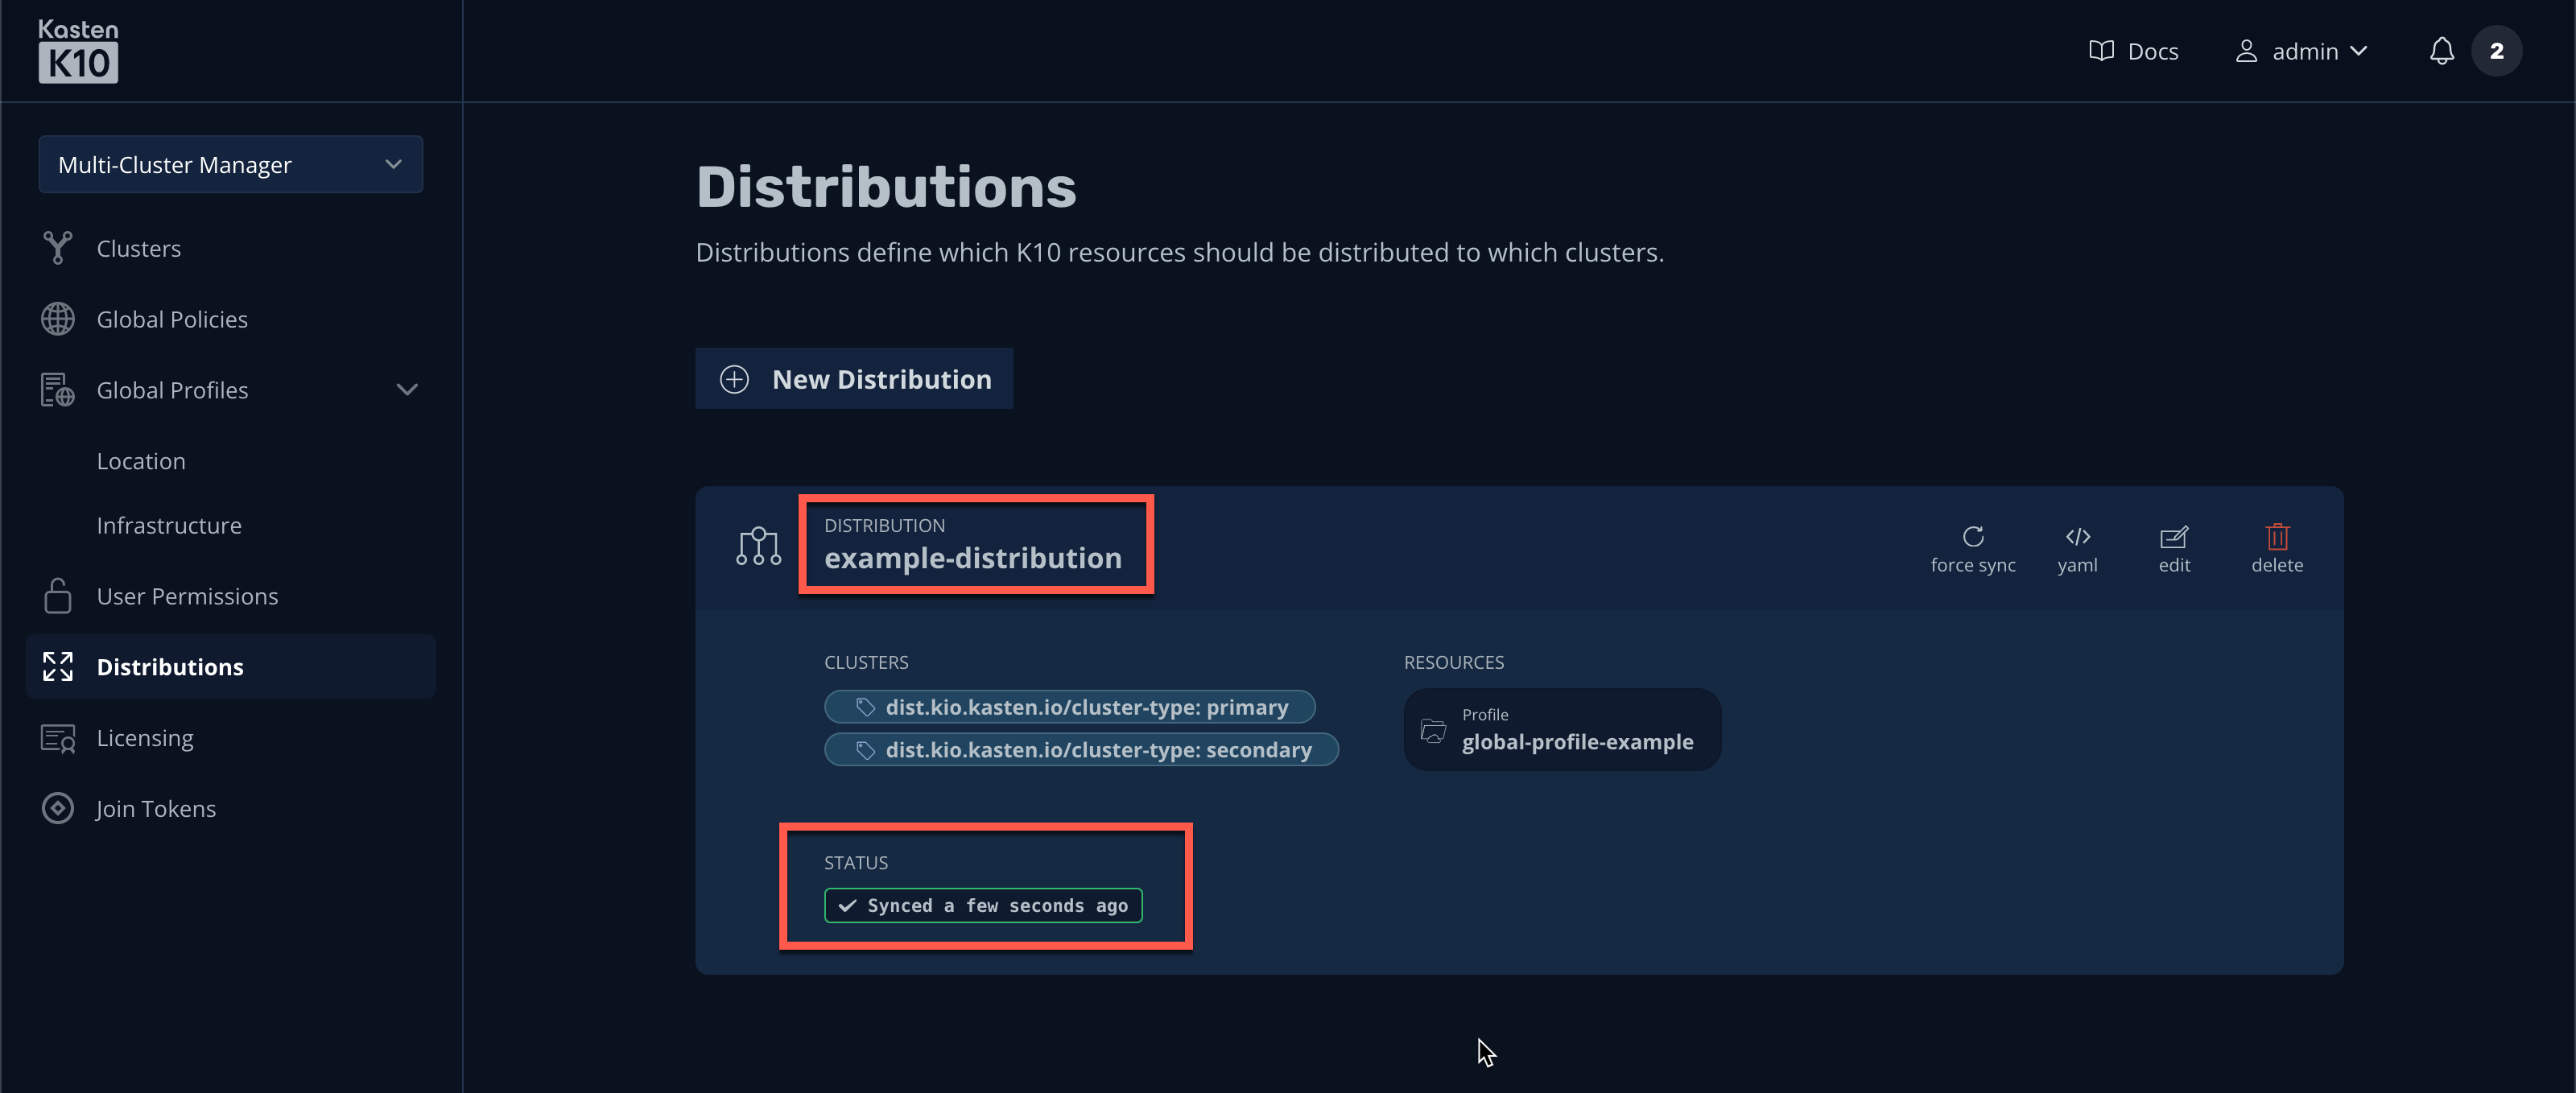 Kasten
K10
Docs
admin
2
Multi-Cluster Manager
Clusters
Global Policies
Global Profiles
Location
Infrastructure
User Permissions
Distributions
Licensing
Join Tokens
Distributions
Distributions define which K10 resources should be distributed to which clusters.
New Distribution
DISTRIBUTION
example-distribution
force sync
yaml
edit
delete
CLUSTERS
dist.kio.kasten.io/cluster-type: primary
dist.kio.kasten.io/cluster-type: secondary
RESOURCES
Profile
global-profile-example
STATUS
Synced a few seconds ago